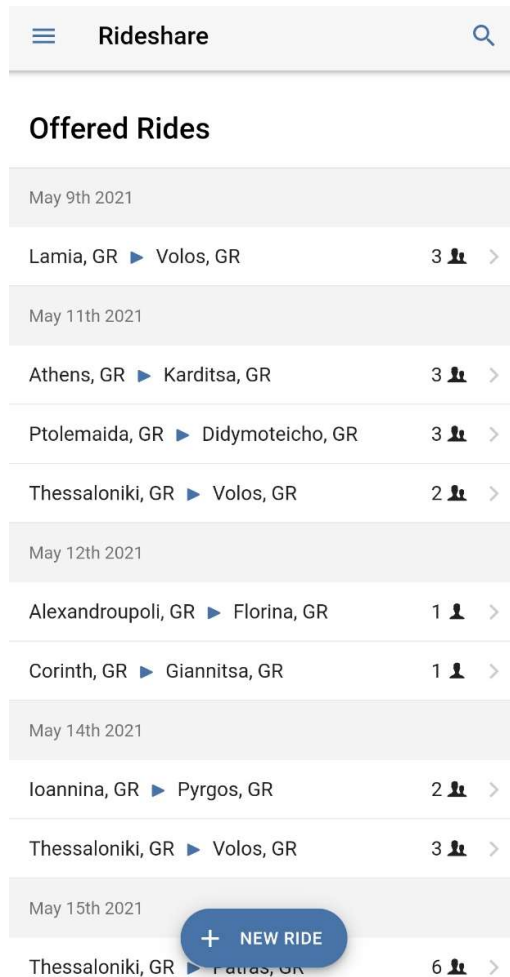 Rideshare
Offered Rides
May 9th 2021
Lamia, GR ▶ Volos, GR 3
May 11th 2021
Athens, GR ▶ Karditsa, GR 3
Ptolemaida, GR ▶ Didymoteicho, GR 3
Thessaloniki, GR ▶ Volos, GR 2
May 12th 2021
Alexandroupoli, GR ▶ Florina, GR 1
Corinth, GR ▶ Giannitsa, GR 1
May 14th 2021
Ioannina, GR ▶ Pyrgos, GR 2
Thessaloniki, GR ▶ Volos, GR 3
May 15th 2021
+ NEW RIDE
Thessaloniki, GR ▶ Patras, GR 6